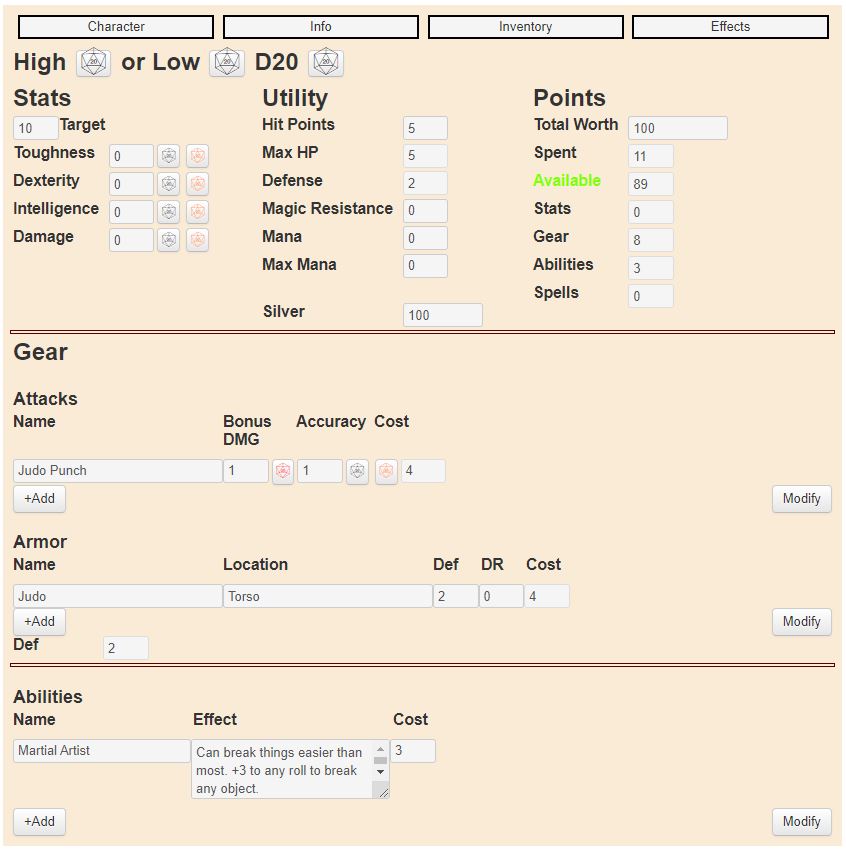 Character Info Inventory Effects
High or Low D20
Stats Utility Points
10 Target Hit Points 5 Total Worth 100
Toughness 0 Max HP 5 Spent 11
Dexterity 0 Defense 2 Available 89
Intelligence 0 Magic Resistance 0 Stats 0
Damage 0 Mana 0 Gear 8
Max Mana 0 Abilities 3
Spells 0
Silver 100
Gear
Attacks
Name Bonus DMG Accuracy Cost
Judo Punch 1 1 4
+Add Modify
Armor
Name Location Def DR Cost
Judo Torso 2 0 4
+Add Modify
Def 2
Abilities
Name Effect Cost
Martial Artist Can break things easier than 3
most. +3 to any roll to break
any object.
+Add Modify